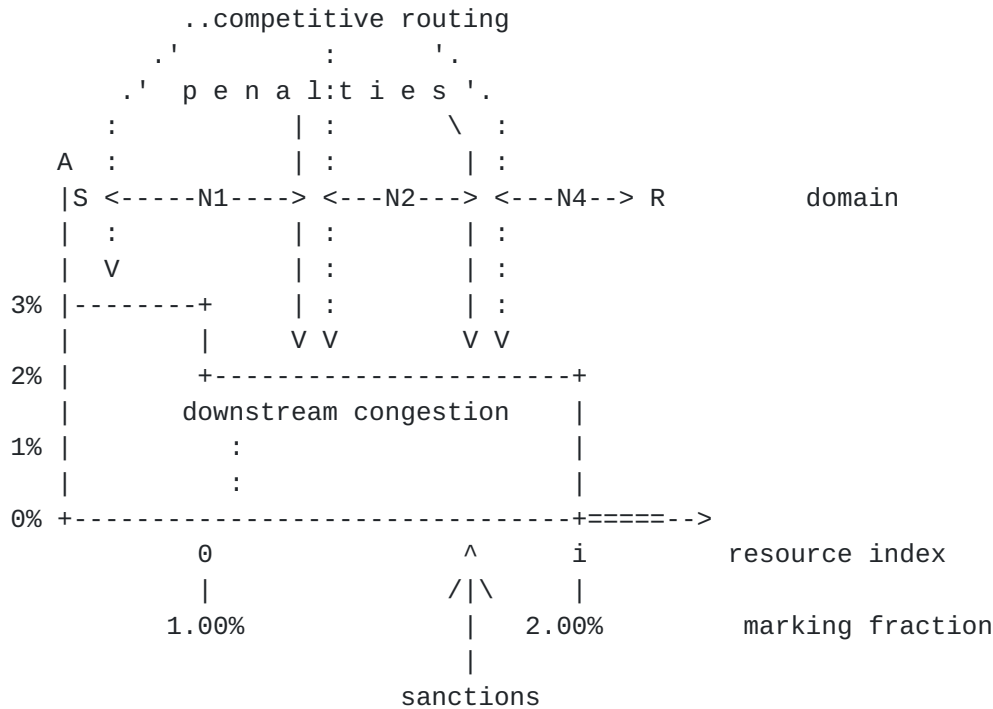 ..competitive routing
         .'         :      '.
       .'  p e n a l:t i e s '.
      :           | :       \  :
   A  :           | :        | :
   |S <-----N1----> <---N2---> <---N4--> R         domain
   |  :           | :        | :
   |  V           | :        | :
3% |--------+     | :        | :
   |        |     V V        V V
2% |        +-----------------------+
   |       downstream congestion    |
1% |          :                     |
   |          :                     |
0% +--------------------------------+=====-->
            0                ^      i         resource index
            |               /|\     |
          1.00%              |   2.00%         marking fraction
                             |
                         sanctions